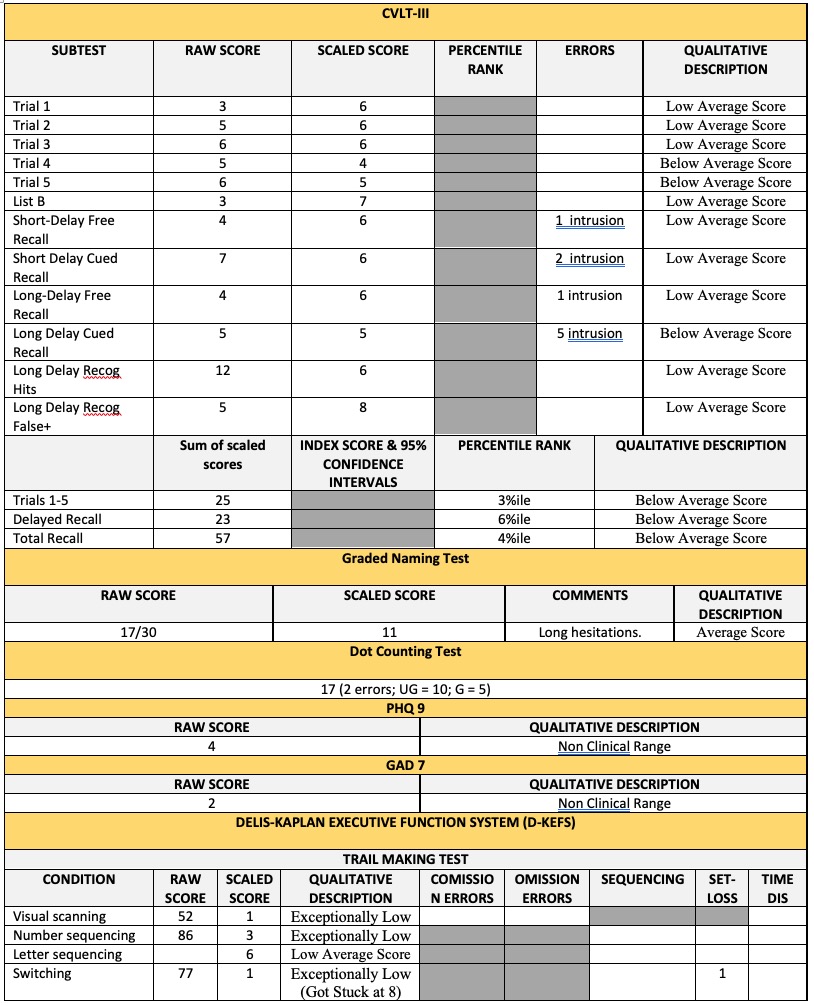 CVLT-III
SUBTEST RAW SCORE SCALED SCORE PERCENTILE RANK ERRORS QUALITATIVE DESCRIPTION
Trial 1 3 6 Low Average Score
Trial 2 5 6 Low Average Score
Trial 3 6 6 Low Average Score
Trial 4 5 4 Below Average Score
Trial 5 6 5 Below Average Score
List B 3 7 Low Average Score
Short-Delay Free Recall 4 6 1 intrusion Low Average Score
Short Delay Cued Recall 7 6 2 intrusion Low Average Score
Long-Delay Free Recall 4 6 1 intrusion Low Average Score
Long Delay Cued Recall 5 5 5 intrusion Below Average Score
Long Delay Recog Hits 12 6 Low Average Score
Long Delay Recog False+ 5 8 Low Average Score
Sum of scaled scores INDEX SCORE & 95% CONFIDENCE INTERVALS PERCENTILE RANK QUALITATIVE DESCRIPTION
Trials 1-5 25 3%ile Below Average Score
Delayed Recall 23 6%ile Below Average Score
Total Recall 57 4%ile Below Average Score
Graded Naming Test
RAW SCORE SCALED SCORE COMMENTS QUALITATIVE DESCRIPTION
17/30 11 Long hesitations. Average Score
Dot Counting Test
17 (2 errors; UG = 10; G = 5)
PHQ 9
RAW SCORE QUALITATIVE DESCRIPTION
4 Non Clinical Range
GAD 7
RAW SCORE QUALITATIVE DESCRIPTION
2 Non Clinical Range
DELIS-KAPLAN EXECUTIVE FUNCTION SYSTEM (D-KEFS)
TRAIL MAKING TEST
CONDITION RAW SCORE SCALED SCORE QUALITATIVE DESCRIPTION COMISSIO N ERRORS OMISSION ERRORS SEQUENCING SET-LOSS TIME DIS
Visual scanning 52 1 Exceptionally Low
Number sequencing 86 3 Exceptionally Low
Letter sequencing 6 Low Average Score
Switching 77 1 Exceptionally Low (Got Stuck at 8) 1